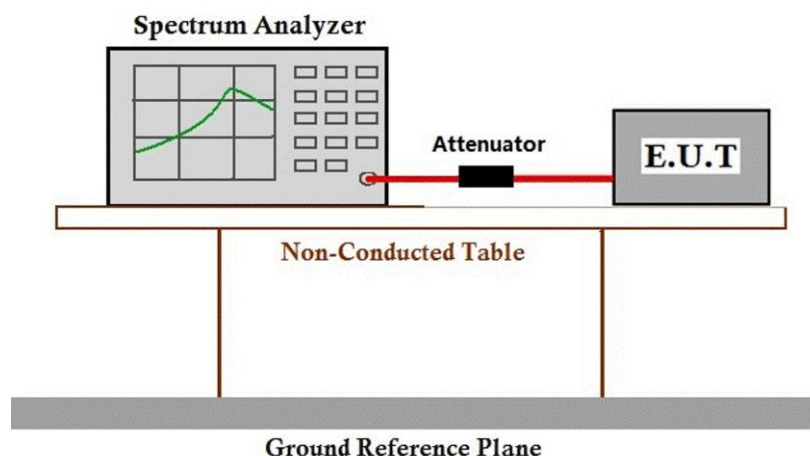 Spectrum Analyzer
Attenuator
E.U.T
Non-Conducted Table
Ground Reference Plane